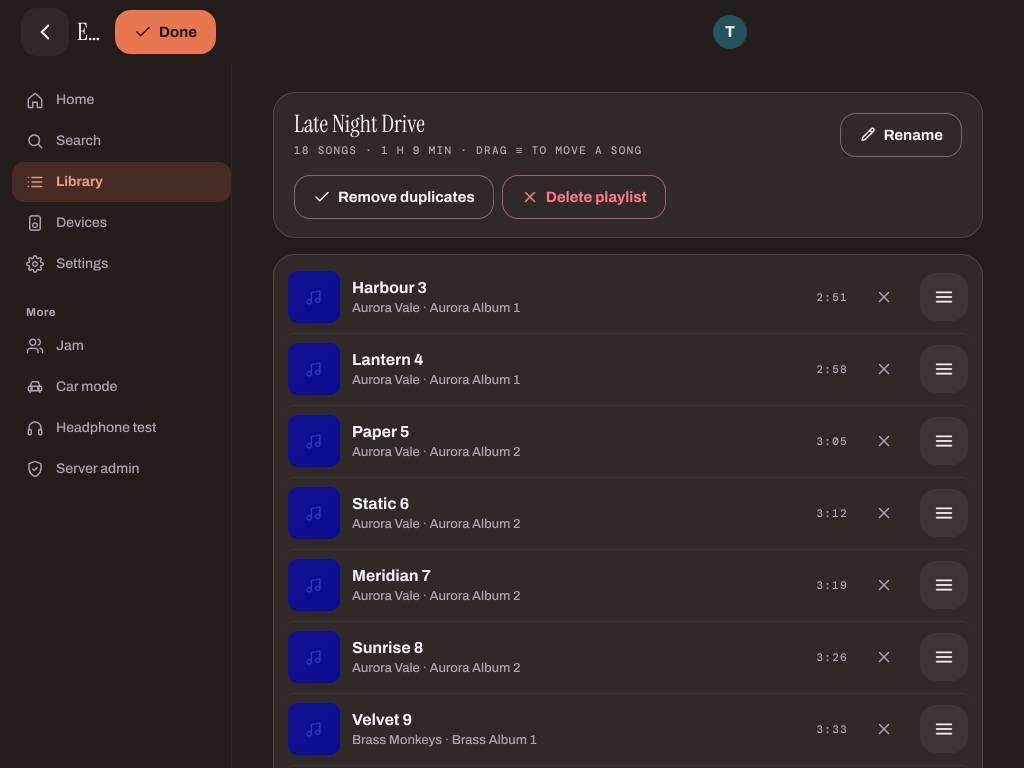 E...
Done
T
Home
Search
Library
Devices
Settings
More
Jam
Car mode
Headphone test
Server admin
Late Night Drive
18 SONGS · 1 H 9 MIN · DRAG ≡ TO MOVE A SONG
Rename
Remove duplicates
Delete playlist
Harbour 3
Aurora Vale · Aurora Album 1
2:51
Lantern 4
Aurora Vale · Aurora Album 1
2:58
Paper 5
Aurora Vale · Aurora Album 2
3:05
Static 6
Aurora Vale · Aurora Album 2
3:12
Meridian 7
Aurora Vale · Aurora Album 2
3:19
Sunrise 8
Aurora Vale · Aurora Album 2
3:26
Velvet 9
Brass Monkeys · Brass Album 1
3:33